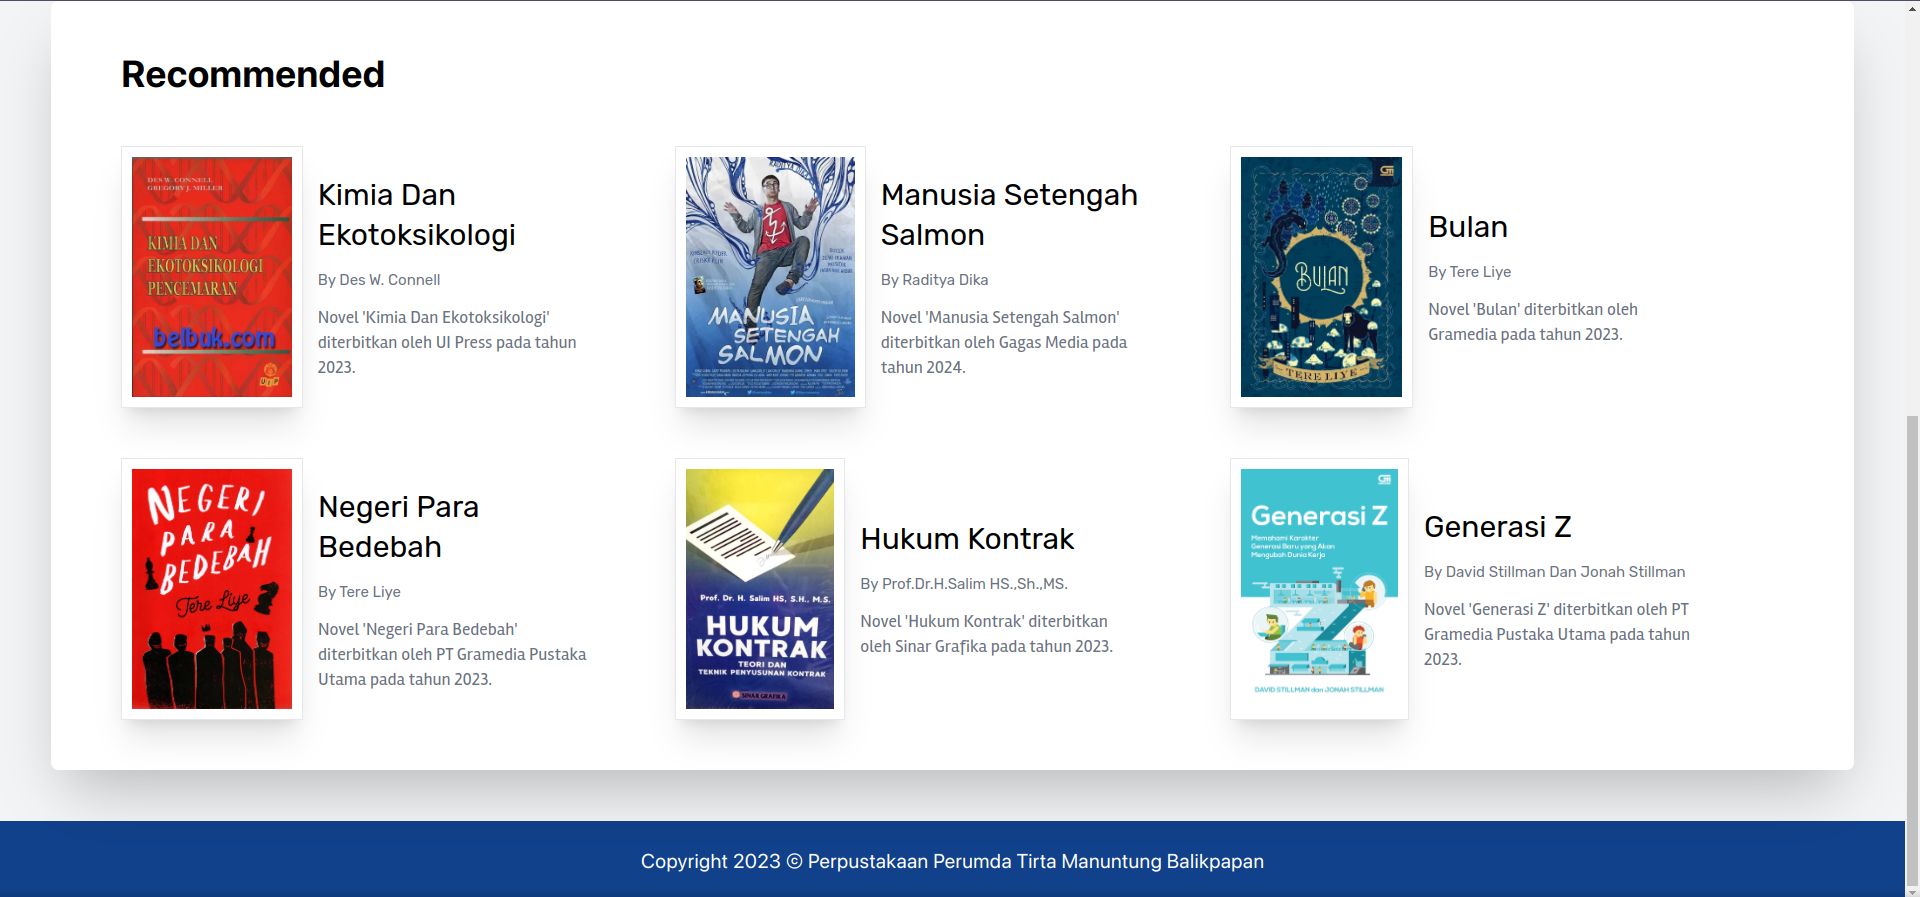 Recommended
DES W. CONNELL
GREGORY J. MILLER
KIMIA DAN
EKOTOKSIKOLOGI
PENCEMARAN
belbuk.com
UIP
Kimia Dan
Ekotoksikologi
By Des W. Connell
Novel 'Kimia Dan Ekotoksikologi'
diterbitkan oleh UI Press pada tahun
2023.
RADITYA DIKA
MANUSIA
SETENGAH
SALMON
Manusia Setengah
Salmon
By Raditya Dika
Novel 'Manusia Setengah Salmon'
diterbitkan oleh Gagas Media pada
tahun 2024.
BULAN
TERE LIYE
Bulan
By Tere Liye
Novel 'Bulan' diterbitkan oleh
Gramedia pada tahun 2023.
NEGERI
PARA
BEDEBAH
Tere Liye
Negeri Para
Bedebah
By Tere Liye
Novel 'Negeri Para Bedebah'
diterbitkan oleh PT Gramedia Pustaka
Utama pada tahun 2023.
Prof. Dr. H. Salim HS, S.H., M.S.
HUKUM
KONTRAK
TEORI DAN
TEKNIK PENYUSUNAN KONTRAK
SINAR GRAFIKA
Hukum Kontrak
By Prof.Dr.H.Salim HS.,Sh.,MS.
Novel 'Hukum Kontrak' diterbitkan
oleh Sinar Grafika pada tahun 2023.
Generasi Z
Memahami Karakter
Generasi Baru yang Akan
Mengubah Dunia Kerja
DAVID STILLMAN dan JONAH STILLMAN
Generasi Z
By David Stillman Dan Jonah Stillman
Novel 'Generasi Z' diterbitkan oleh PT
Gramedia Pustaka Utama pada tahun
2023.
Copyright 2023 © Perpustakaan Perumda Tirta Manuntung Balikpapan